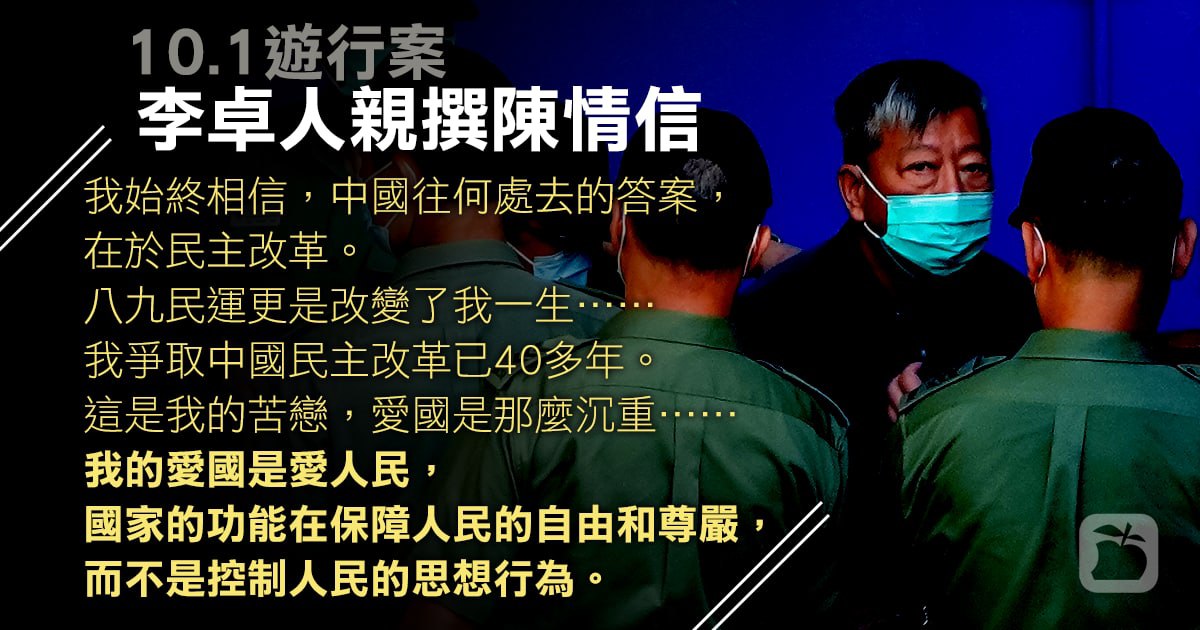 10.1遊行案
李卓人親撰陳情信
我始終相信，中國往何處去的答案，
在於民主改革。
八九民運更是改變了我一生⋯⋯
我爭取中國民主改革已40多年。
這是我的苦戀，愛國是那麼沉重⋯⋯
我的愛國是愛人民，
國家的功能在保障人民的自由和尊嚴，
而不是控制人民的思想行為。